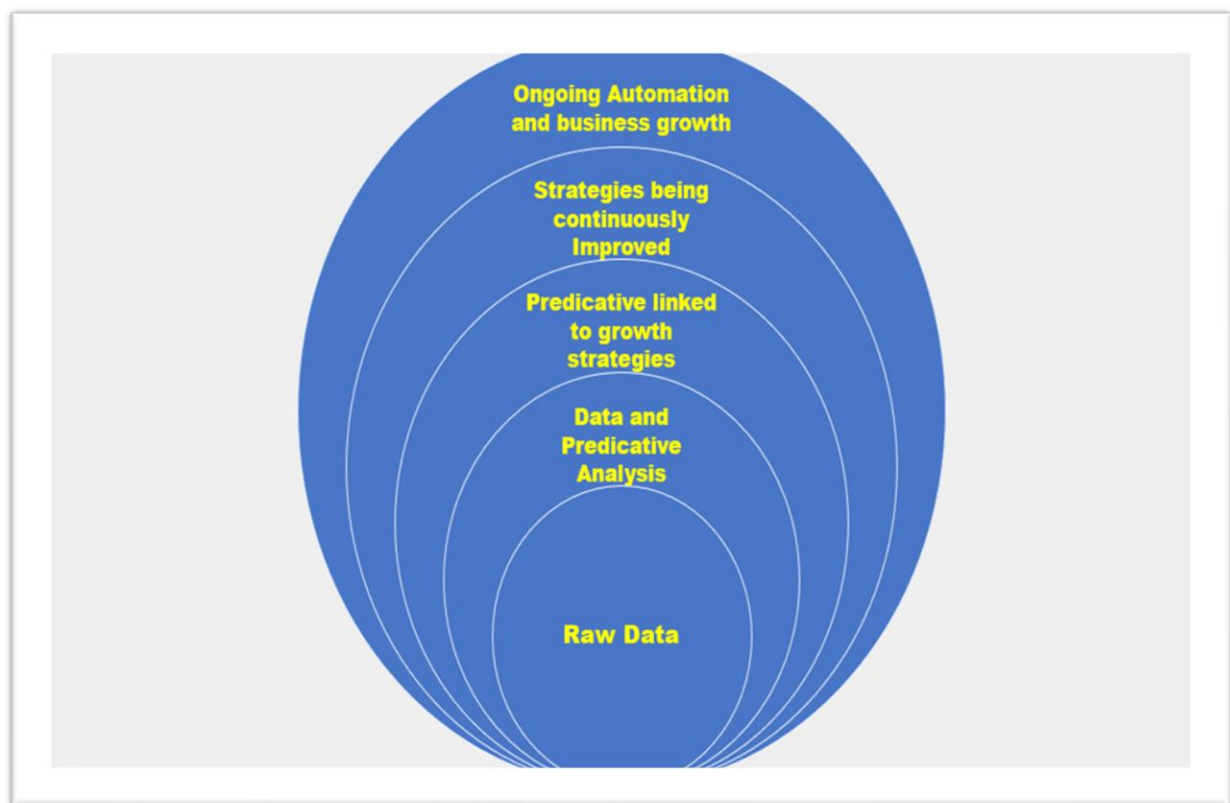 Ongoing Automation
and business growth
Strategies being
continuously
Improved
Predicative linked
to growth
strategies
Data and
Predicative
Analysis
Raw Data